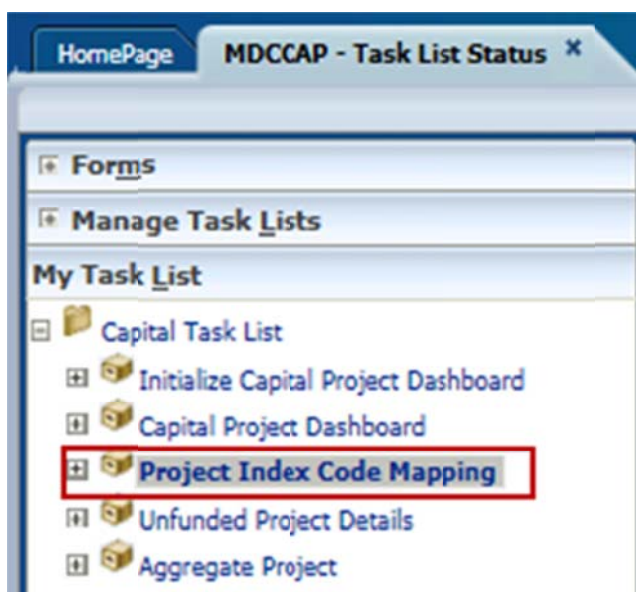 HomePage MDCCAP - Task List Status ×
Forms
Manage Task Lists
My Task List
Capital Task List
Initialize Capital Project Dashboard
Capital Project Dashboard
Project Index Code Mapping
Unfunded Project Details
Aggregate Project